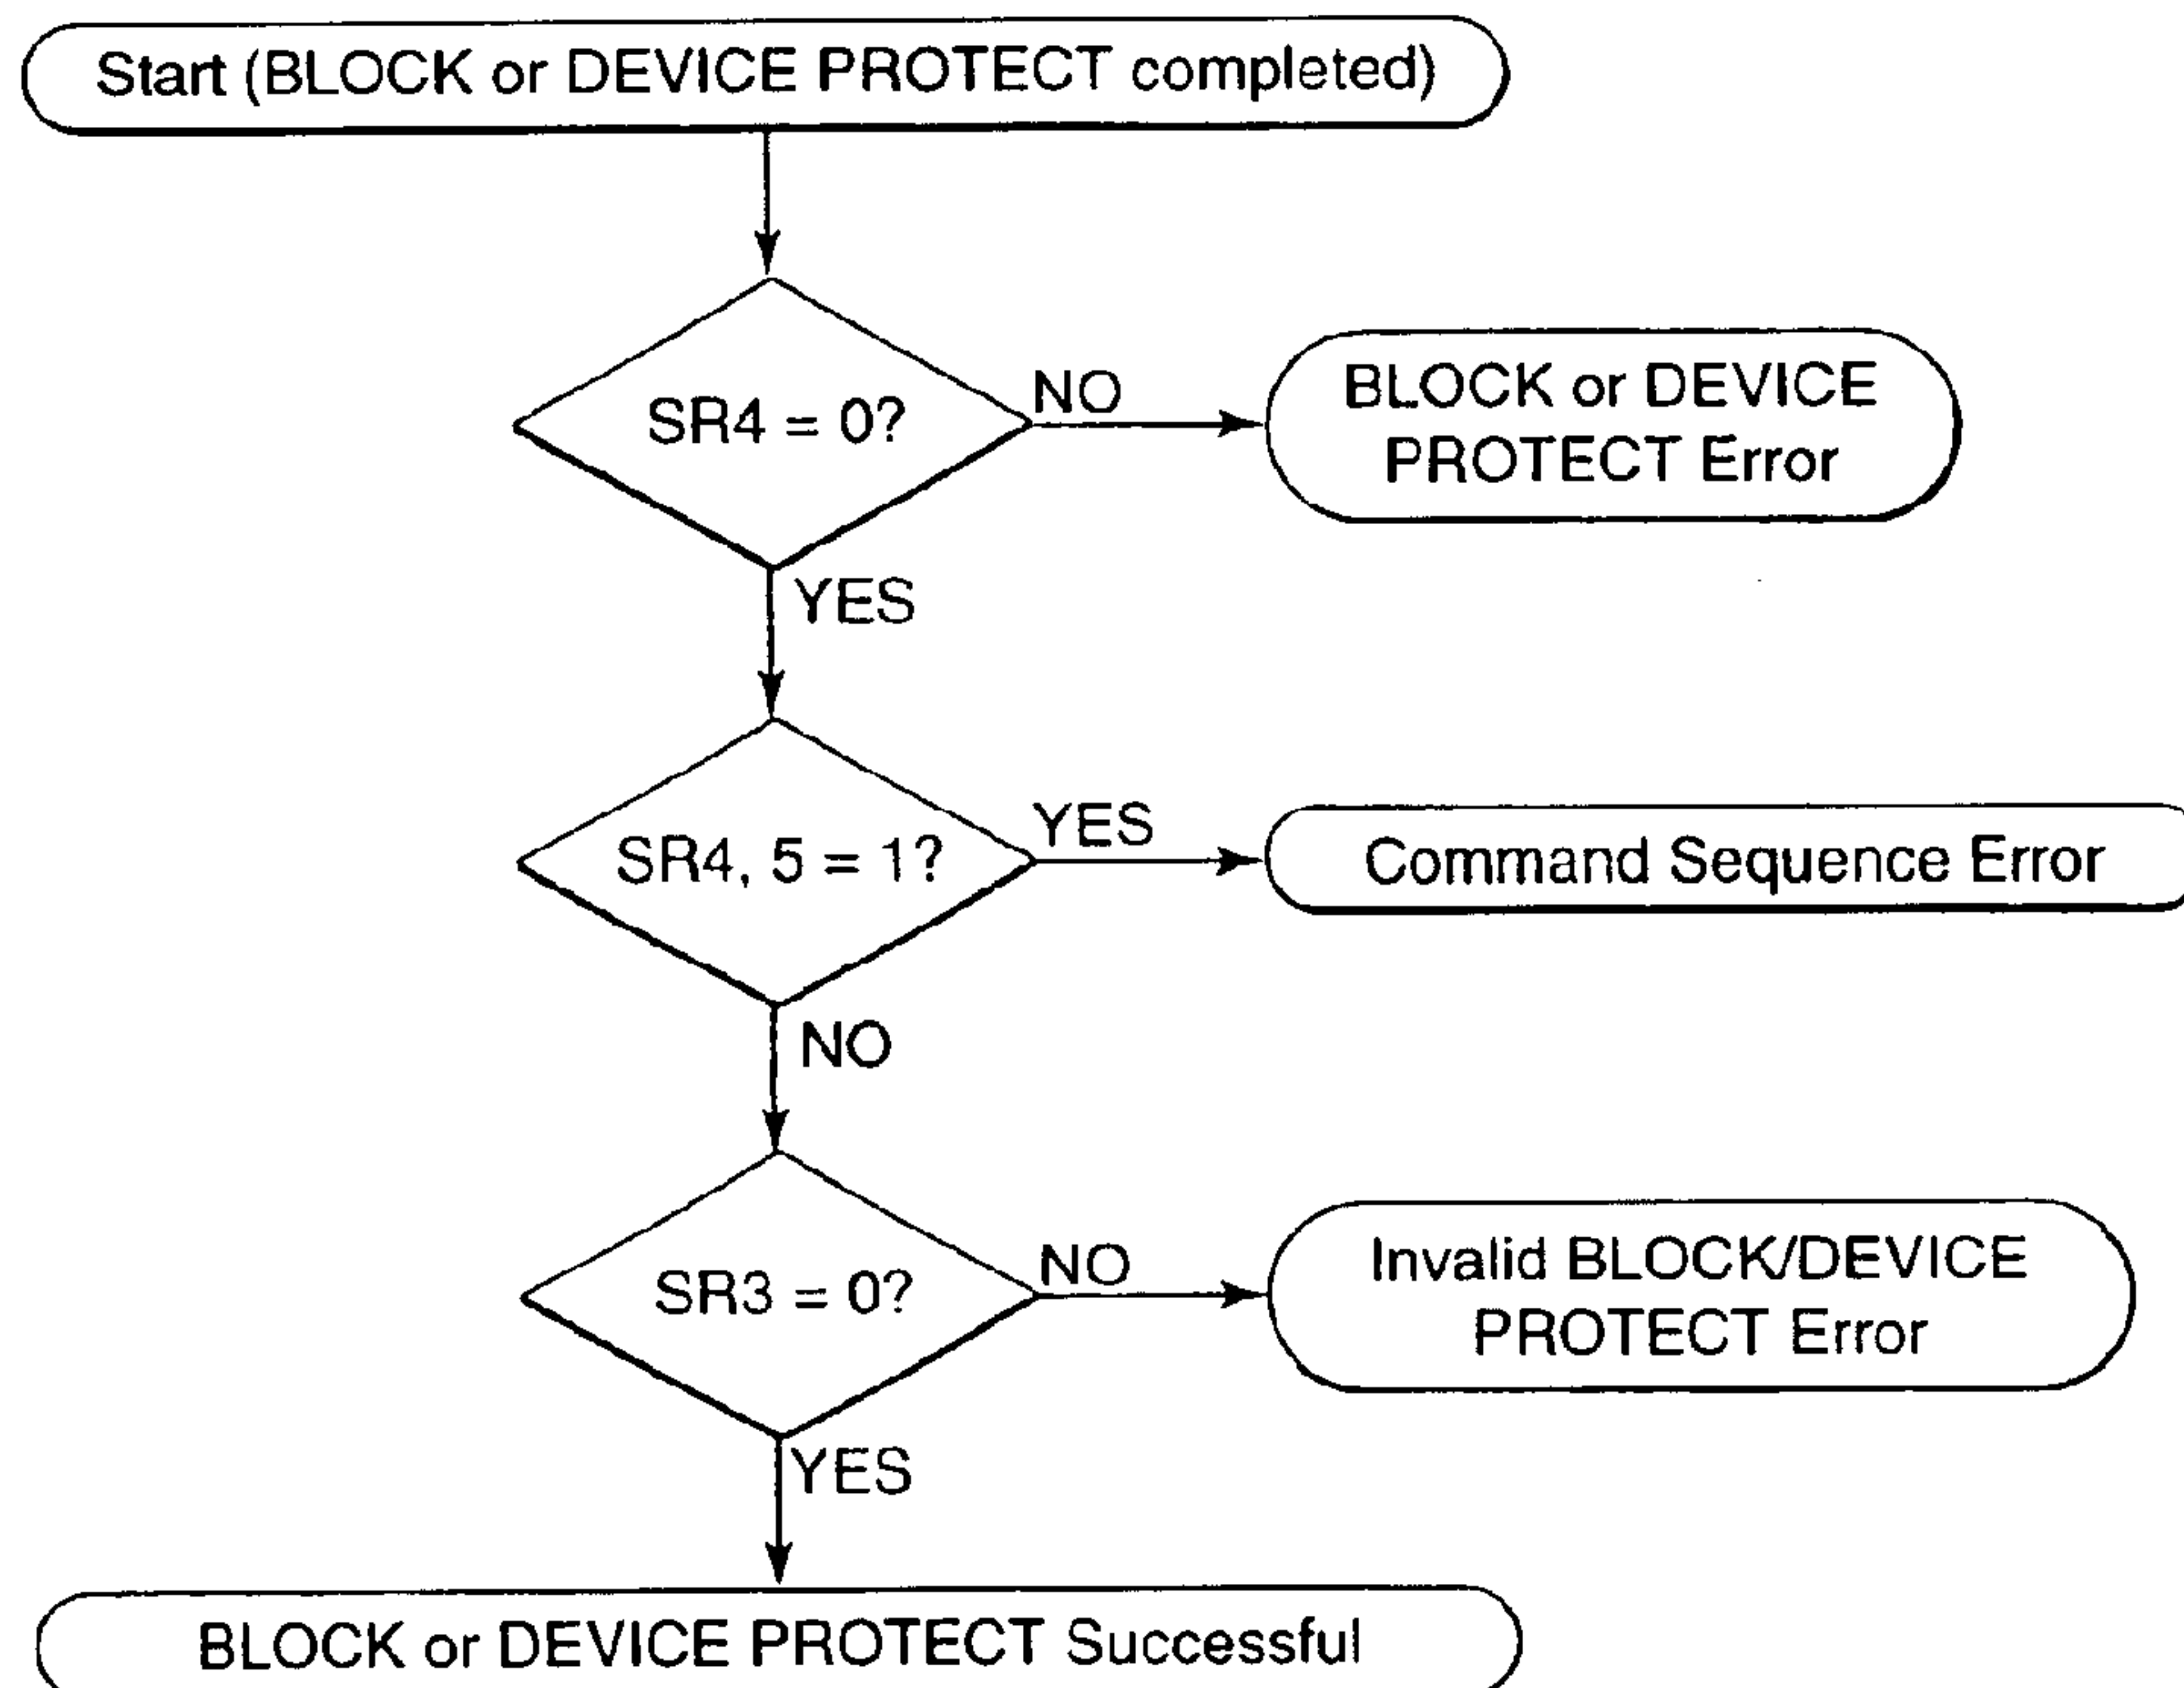 Start (BLOCK or DEVICE PROTECT completed)
SR4 = 0?
NO
BLOCK or DEVICE
PROTECT Error
YES
SR4, 5 = 1?
YES
Command Sequence Error
NO
SR3 = 0?
NO
Invalid BLOCK/DEVICE
PROTECT Error
YES
BLOCK or DEVICE PROTECT Successful